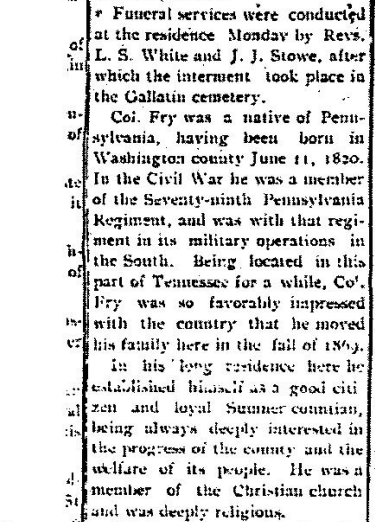 Funeral services were conducted
at the residence Monday by Revs.
L. S. White and J. J. Stowe, after
which the interment took place in
the Gallatin cemetery.
Col. Fry was a native of Penn-
sylvania, having been born in
Washington county June 11, 1820.
In the Civil War he was a member
of the Seventy-ninth Pennsylvania
Regiment, and was with that regi-
ment in its military operations in
the South. Being located in this
part of Tennessee for a while, Col.
Fry was so favorably impressed
with the country that he moved
his family here in the fall of 1869.
In his long residence here he
established himself as a good citi
zen and loyal Sumner countian,
being always deeply interested in
the progress of the county and the
welfare of its people. He was a
member of the Christian church
and was deeply religious.